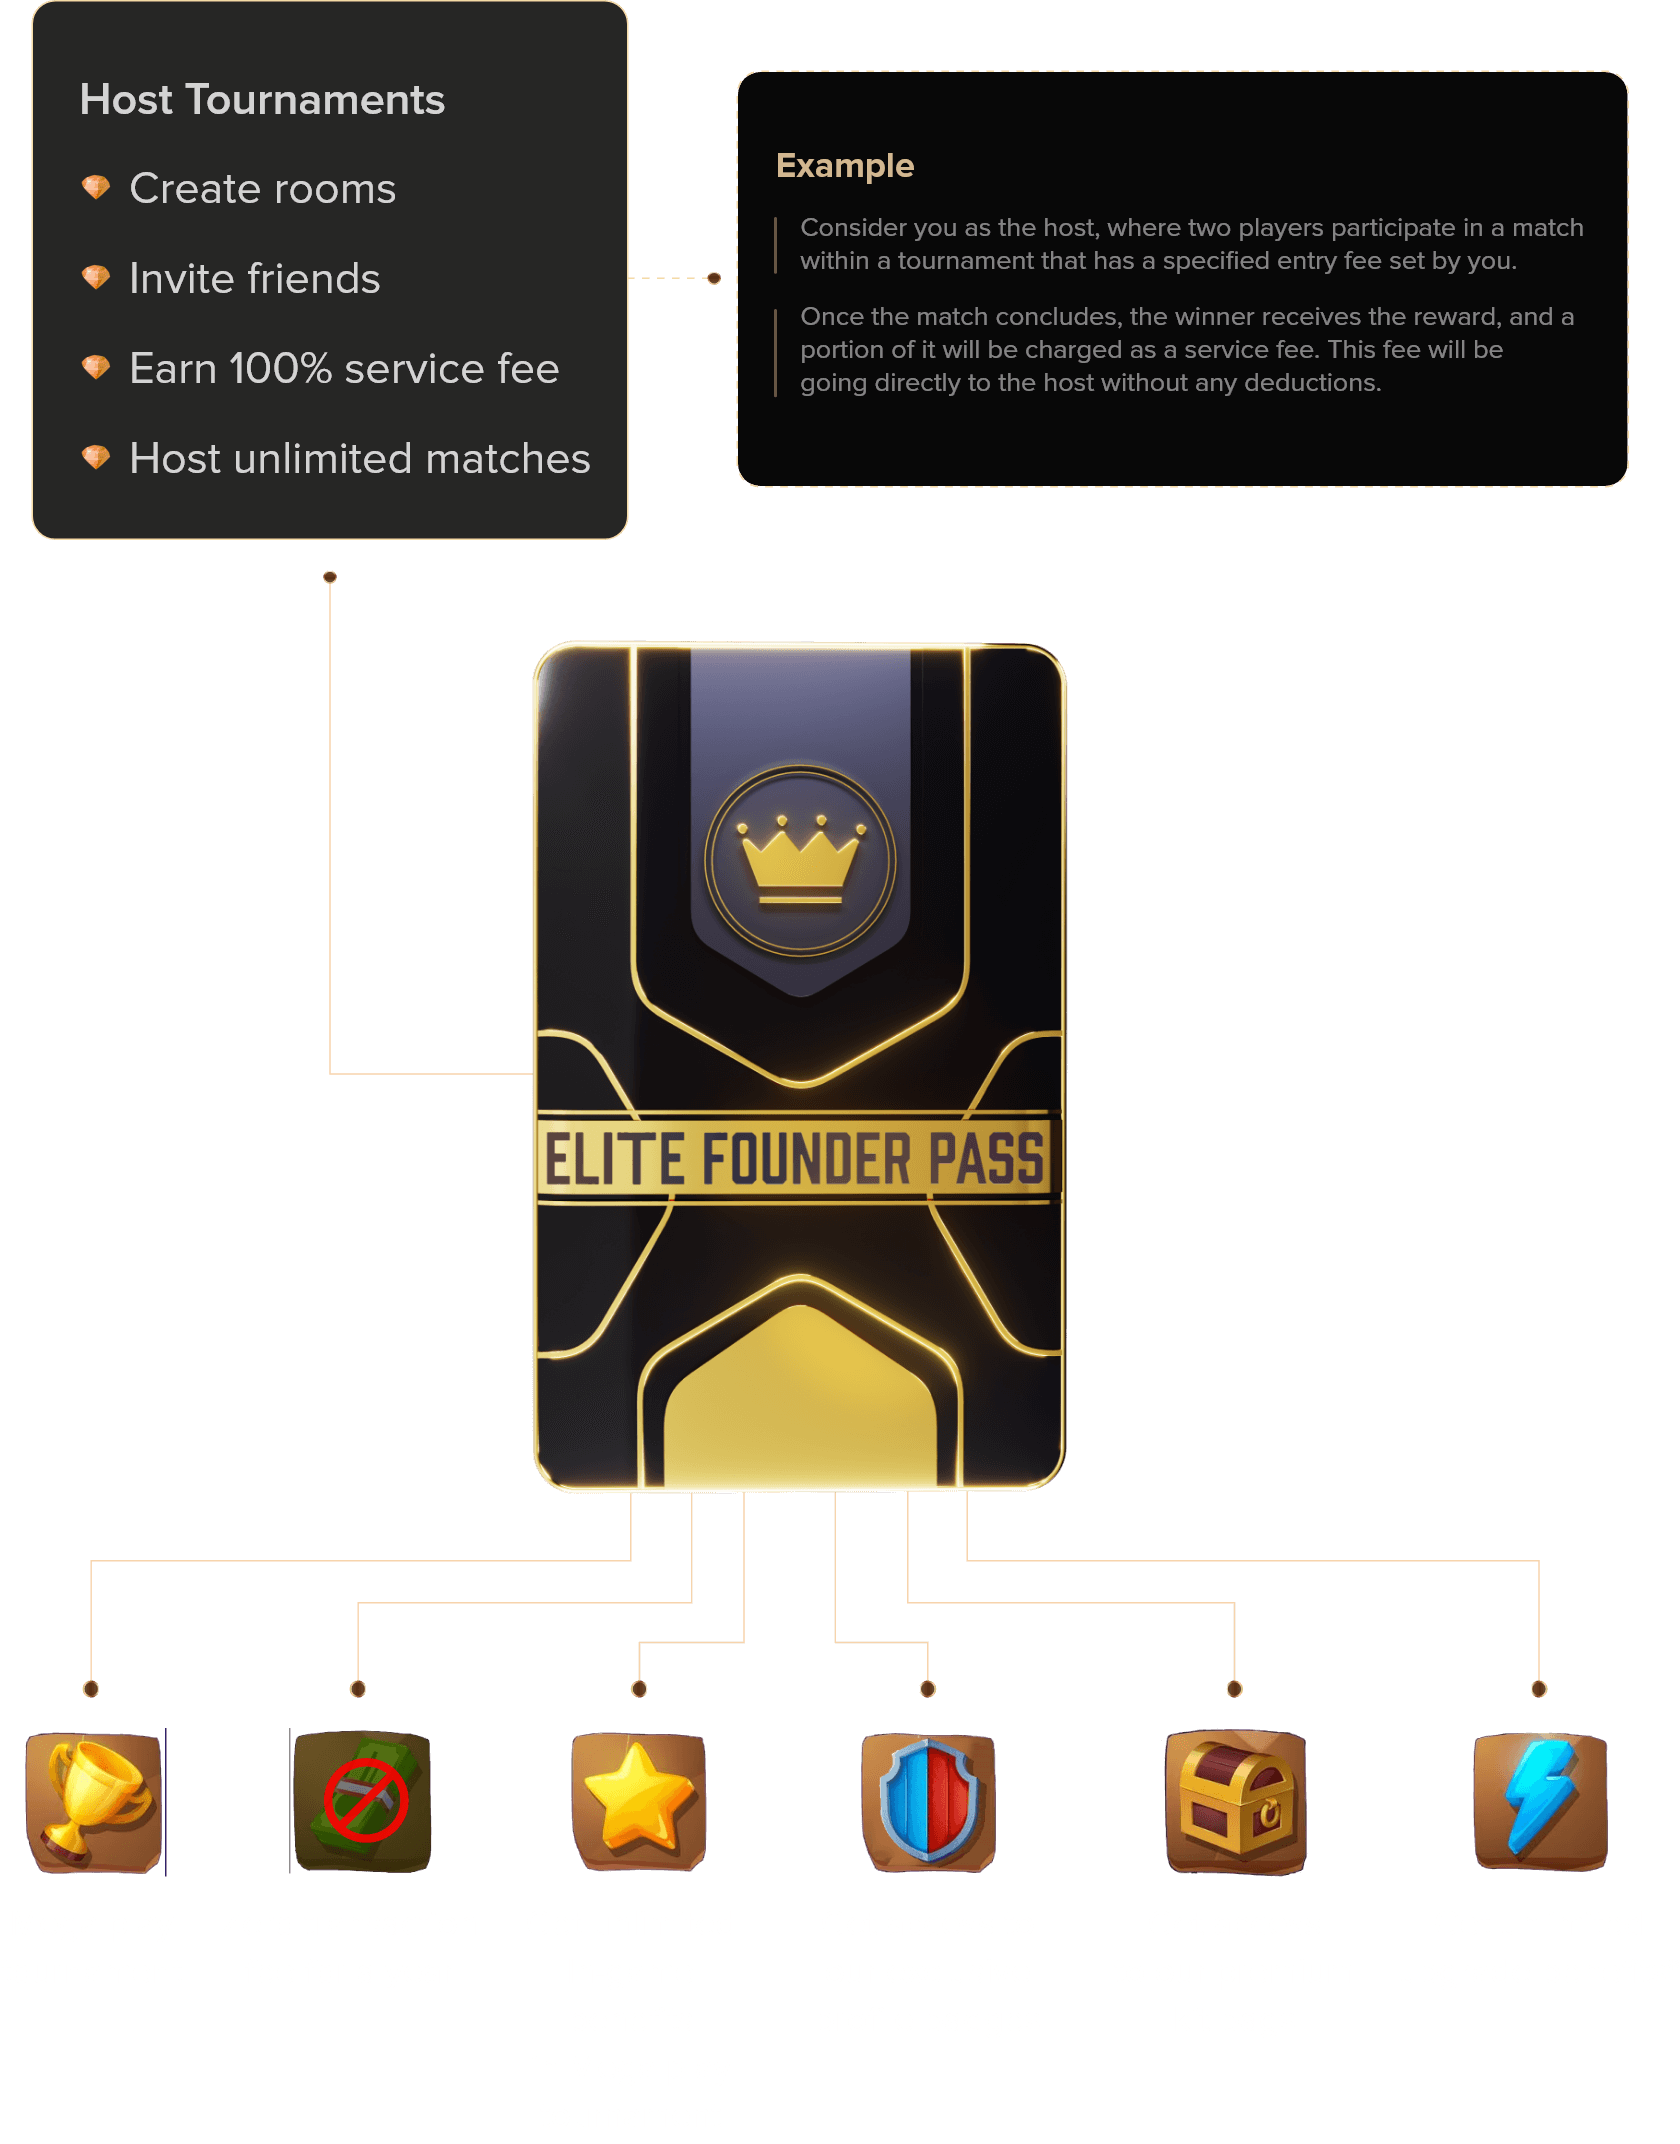 Host Tournaments
Create rooms
Invite friends
Earn 100% service fee
Host unlimited matches
Example
Consider you as the host, where two players participate in a match
within a tournament that has a specified entry fee set by you.
Once the match concludes, the winner receives the reward, and a
portion of it will be charged as a service fee. This fee will be
going directly to the host without any deductions.
ELITE FOUNDER PASS